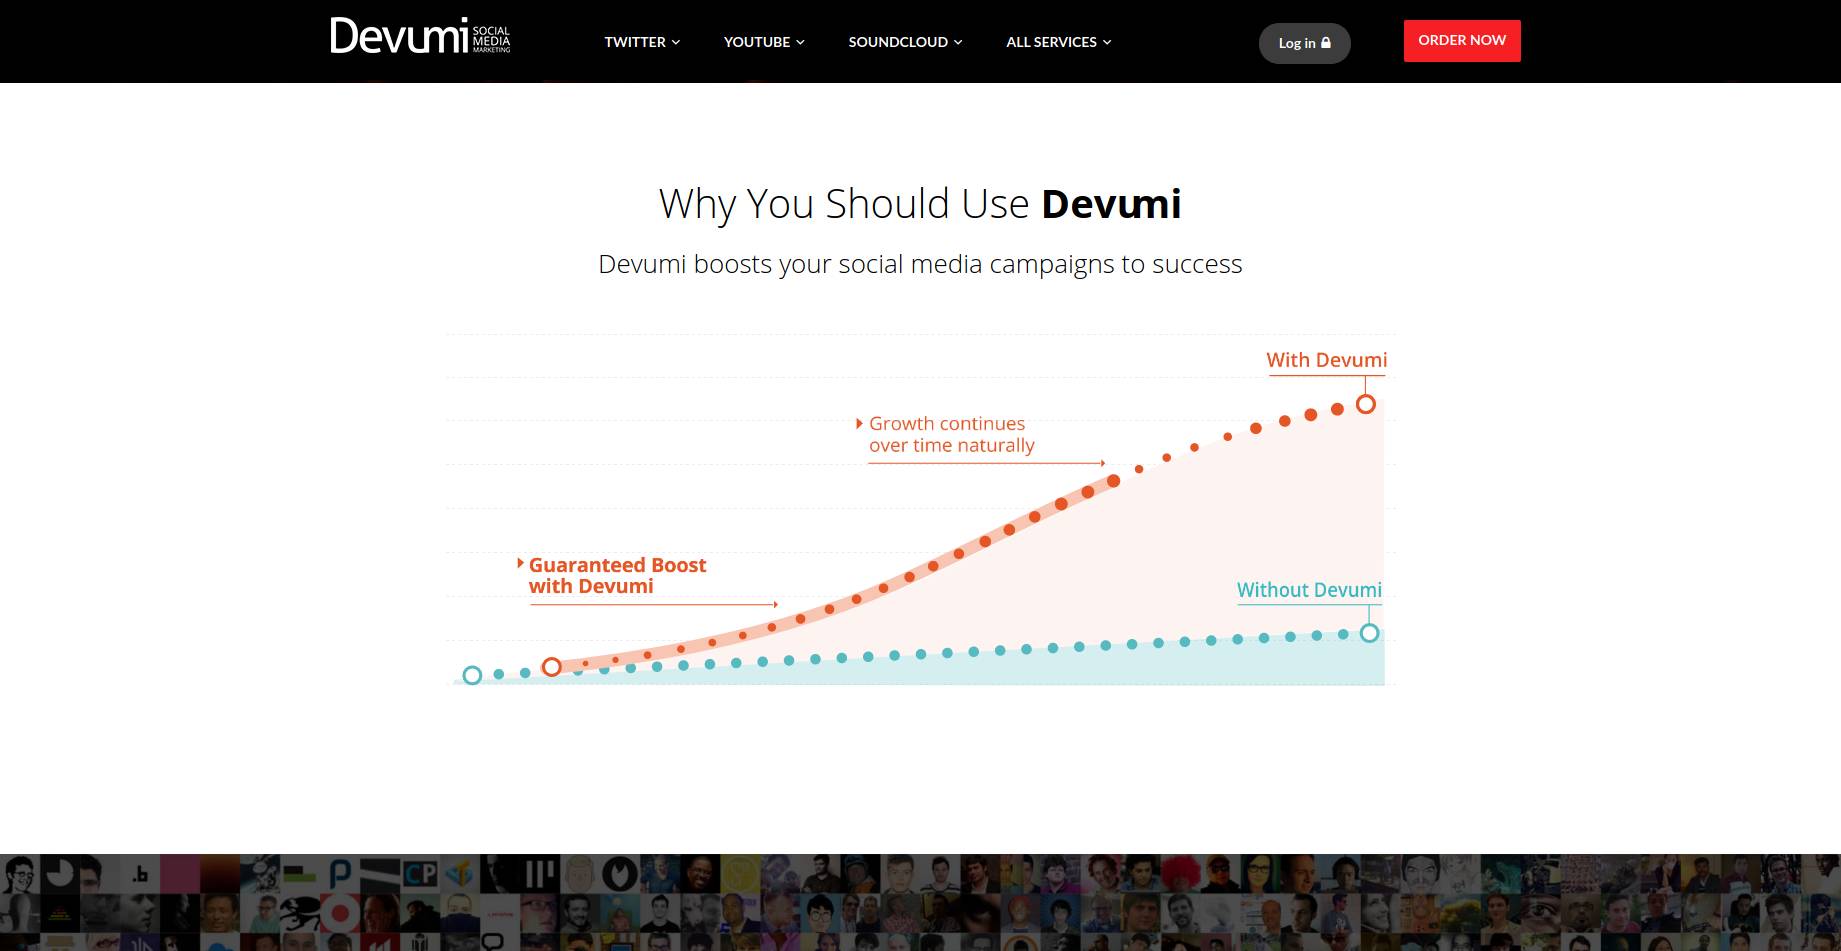 Devumi SOCIAL
MEDIA
MARKETING
TWITTER
YOUTUBE
SOUNDCLOUD
ALL SERVICES
Log in
ORDER NOW
Why You Should Use Devumi
Devumi boosts your social media campaigns to success
With Devumi
Growth continues
over time naturally
Guaranteed Boost
with Devumi
Without Devumi
.b
P
CP